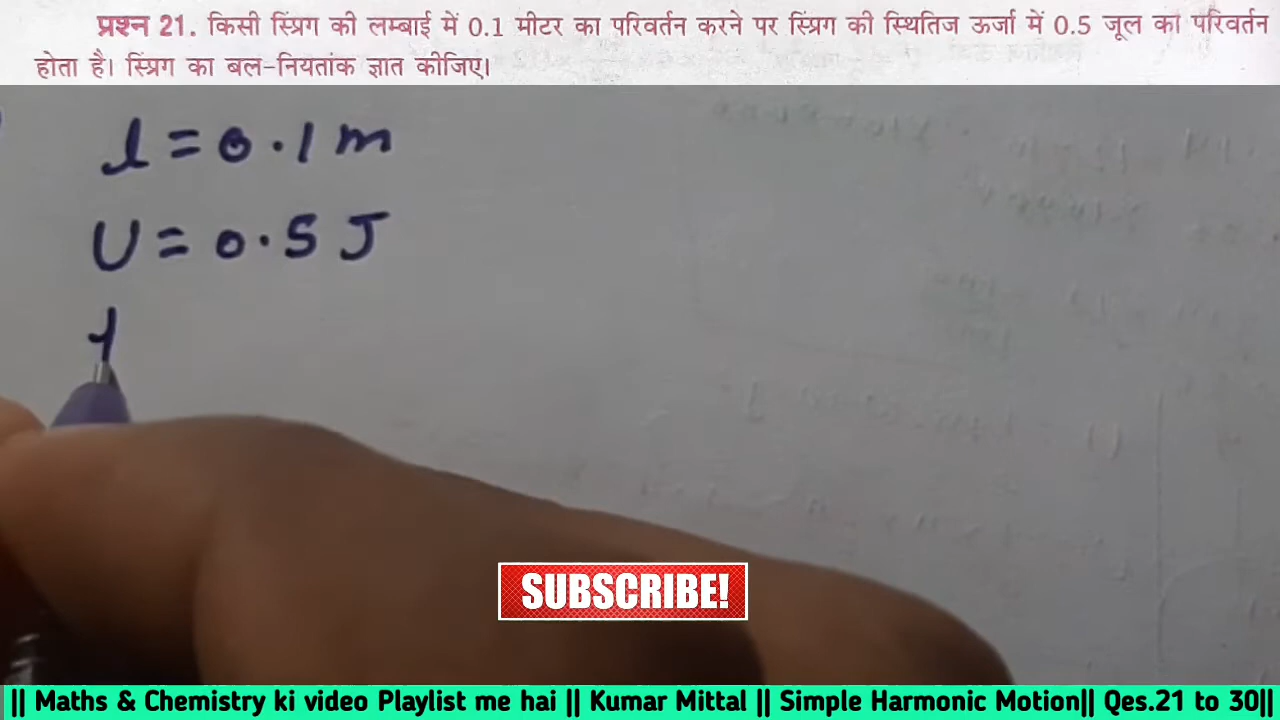 प्रश्न 21. किसी स्प्रिंग की लम्बाई में 0.1 मीटर का परिवर्तन करने पर स्प्रिंग की स्थितिज ऊर्जा में 0.5 जूल का परिवर्तन
होता है। स्प्रिंग का बल-नियतांक ज्ञात कीजिए।
l = 0.1 m
U = 0.5 J
SUBSCRIBE!
|| Maths & Chemistry ki video Playlist me hai || Kumar Mittal || Simple Harmonic Motion|| Qes.21 to 30||